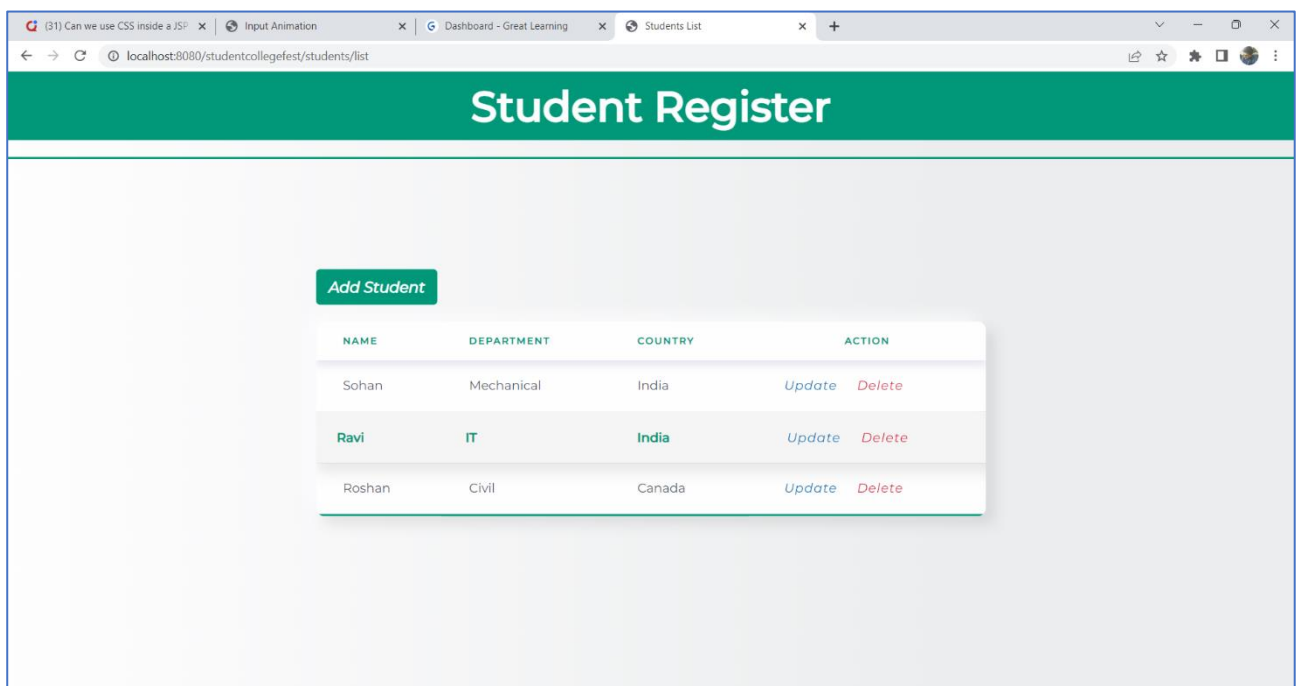 (31) Can we use CSS inside a JSP
Input Animation
Dashboard - Great Learning
Students List
localhost:8080/studentcollegefest/students/list
Student Register
Add Student
NAME DEPARTMENT COUNTRY ACTION
Sohan Mechanical India Update Delete
Ravi IT India Update Delete
Roshan Civil Canada Update Delete